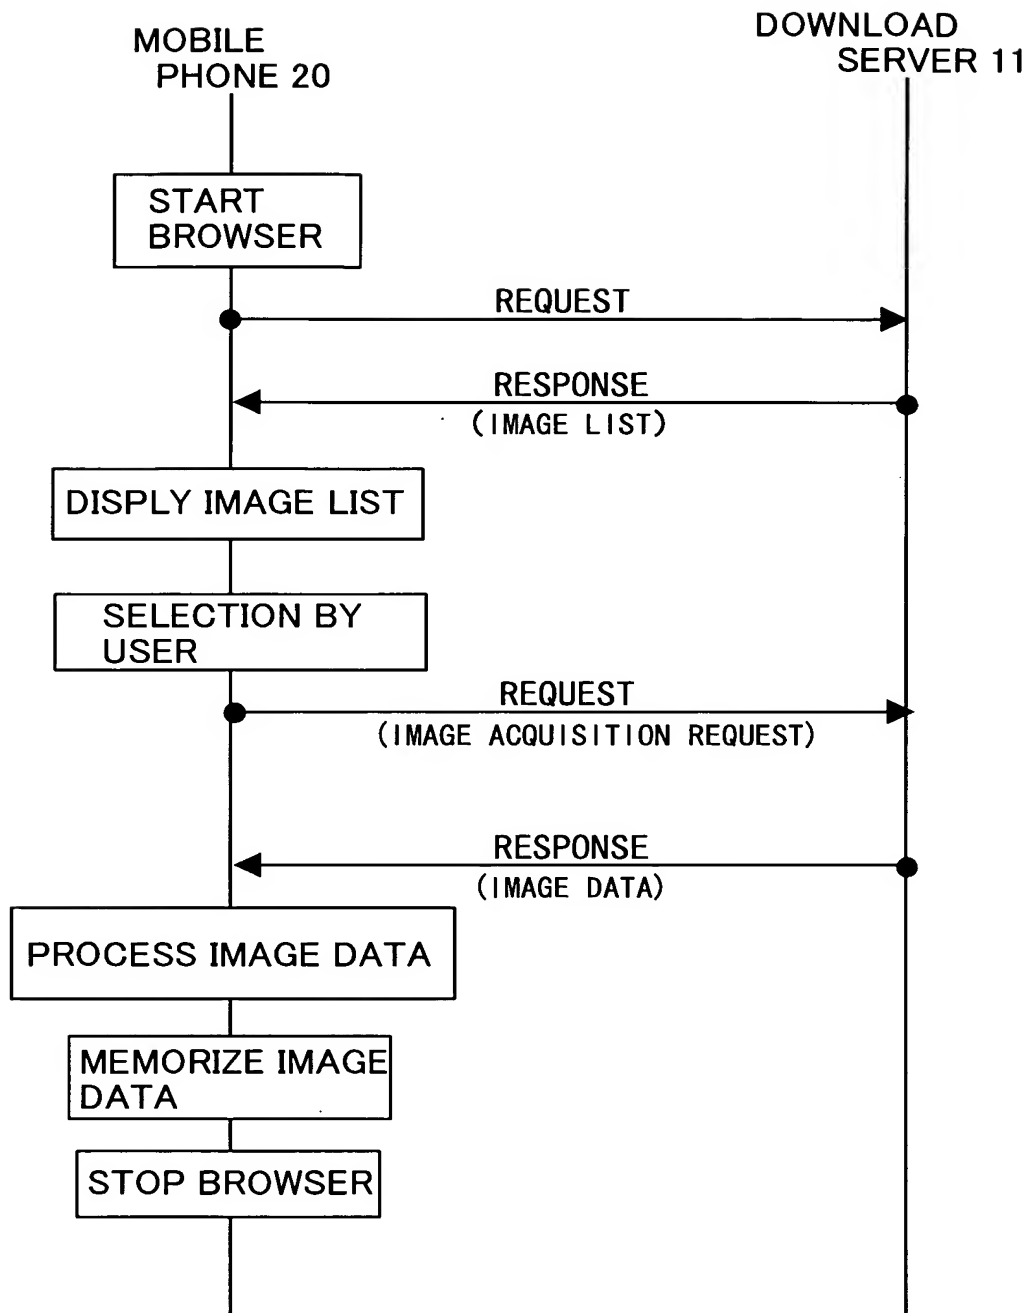 MOBILE
PHONE 20
DOWNLOAD
SERVER 11
START
BROWSER
REQUEST
RESPONSE
(IMAGE LIST)
DISPLY IMAGE LIST
SELECTION BY
USER
REQUEST
(IMAGE ACQUISITION REQUEST)
RESPONSE
(IMAGE DATA)
PROCESS IMAGE DATA
MEMORIZE IMAGE
DATA
STOP BROWSER